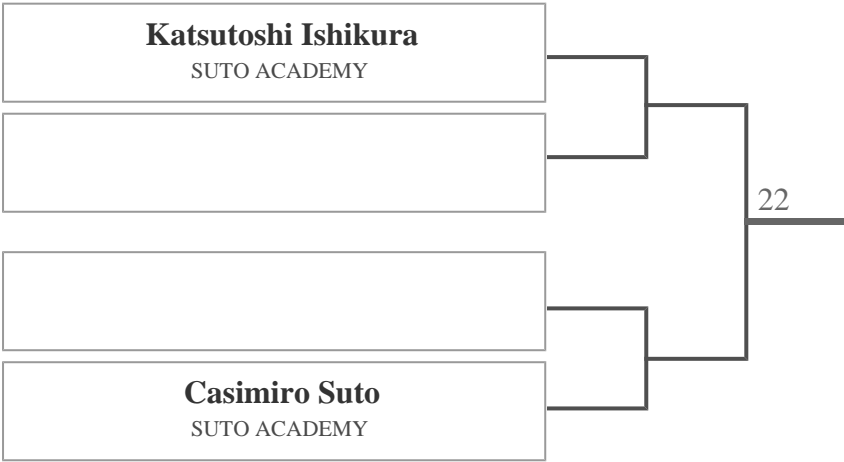 Katsutoshi Ishikura
SUTO ACADEMY
22
Casimiro Suto
SUTO ACADEMY